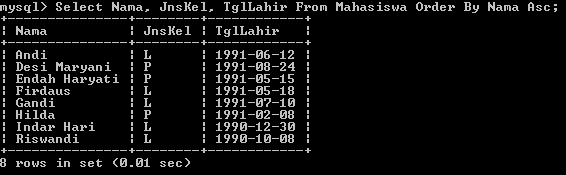 mysql> Select Nama, JnsKel, TglLahir From Mahasiswa Order By Nama Asc;
+---------------+--------+------------+
| Nama | JnsKel | TglLahir |
+---------------+--------+------------+
| Andi | L | 1991-06-12 |
| Desi Maryani | P | 1991-08-24 |
| Endah Haryati | P | 1991-05-15 |
| Firdaus | L | 1991-05-18 |
| Gandi | L | 1991-07-10 |
| Hilda | P | 1991-02-08 |
| Indar Hari | L | 1990-12-30 |
| Riswandi | L | 1990-10-08 |
+---------------+--------+------------+
8 rows in set (0.01 sec)